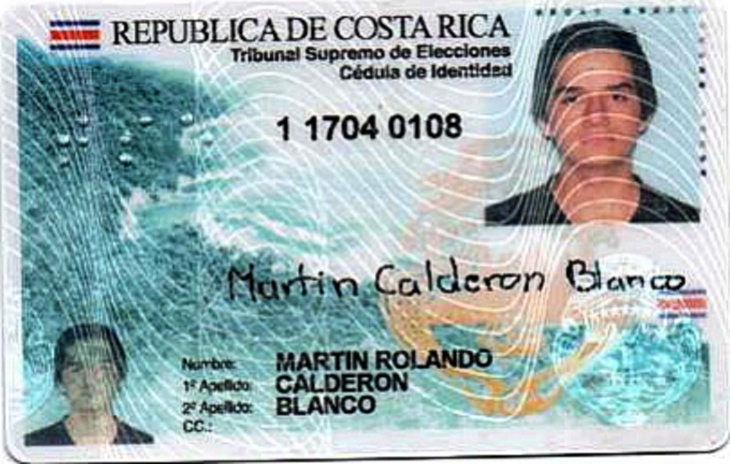 REPUBLICA DE COSTA RICA
Tribunal Supremo de Elecciones
Cédula de Identidad
1 1704 0108
Martin Calderon Blanco
Nombre: MARTIN ROLANDO
1º Apellido: CALDERON
2º Apellido: BLANCO
CC.: